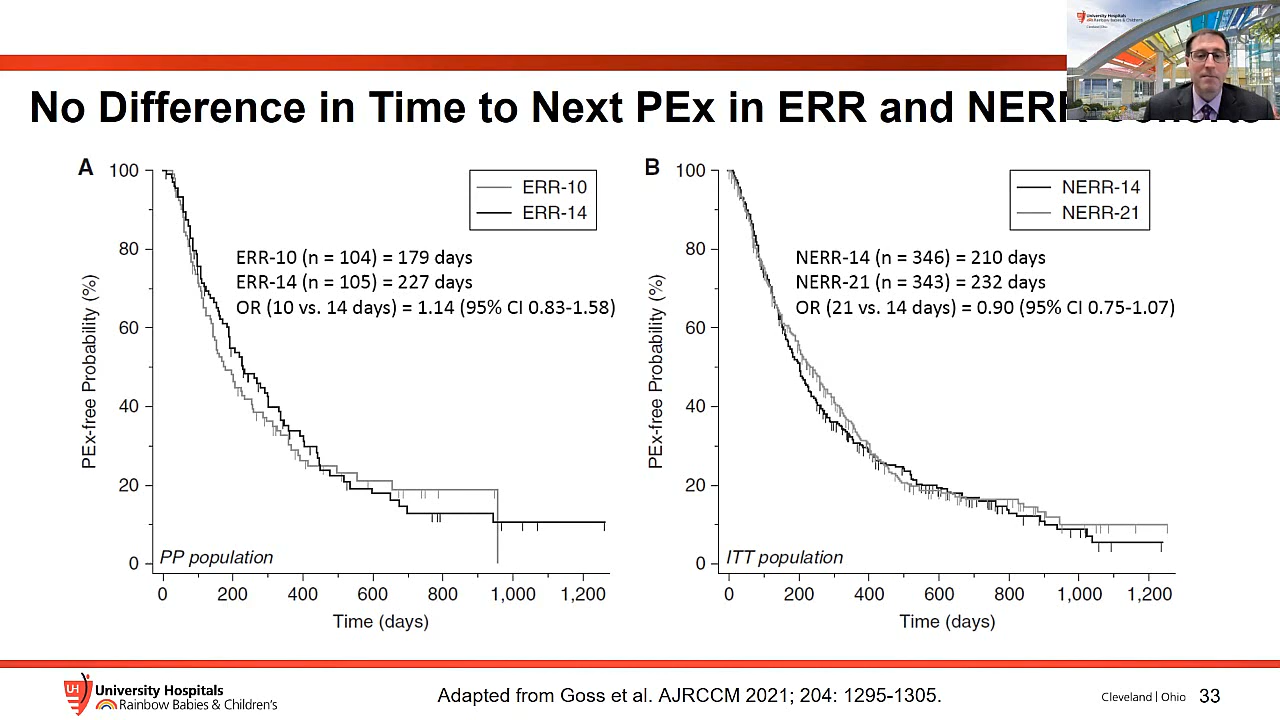 University Hospitals
Rainbow Babies & Children's
No Difference in Time to Next PEx in ERR and NERR
A
100
80
60
40
20
0
PEx-free Probability (%)
ERR-10
ERR-14
ERR-10 (n = 104) = 179 days
ERR-14 (n = 105) = 227 days
OR (10 vs. 14 days) = 1.14 (95% CI 0.83-1.58)
PP population
0 200 400 600 800 1,000 1,200
Time (days)
B
100
80
60
40
20
0
PEx-free Probability (%)
NERR-14
NERR-21
NERR-14 (n = 346) = 210 days
NERR-21 (n = 343) = 232 days
OR (21 vs. 14 days) = 0.90 (95% CI 0.75-1.07)
ITT population
0 200 400 600 800 1,000 1,200
Time (days)
UH
University Hospitals
Rainbow Babies & Children's
Adapted from Goss et al. AJRCCM 2021; 204: 1295-1305.
Cleveland | Ohio 33